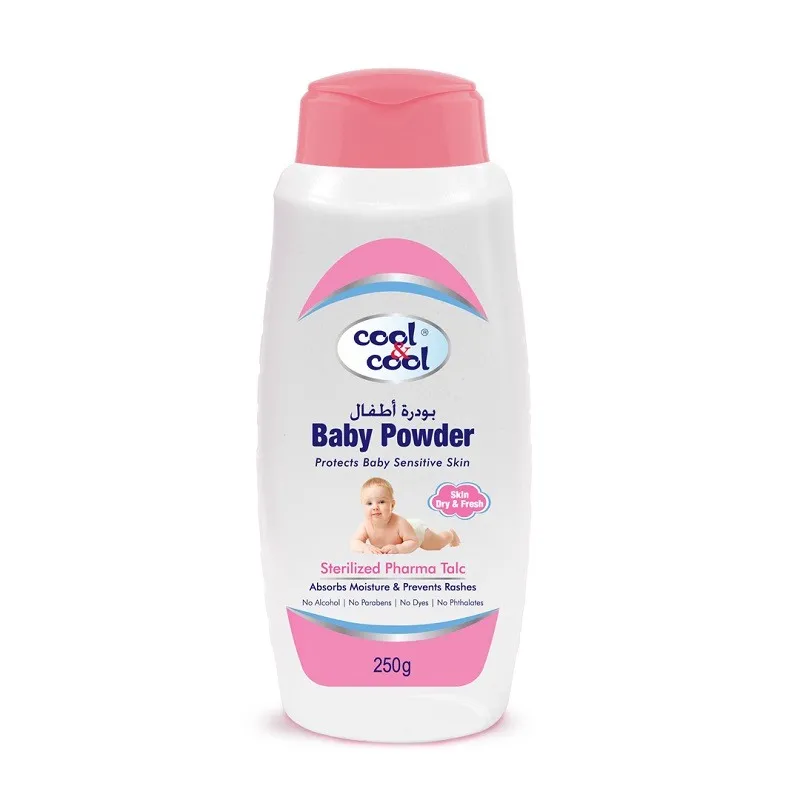 cool®
&
cool
بودرة أطفال
Baby Powder
Protects Baby Sensitive Skin
Skin
Dry & Fresh
Sterilized Pharma Talc
Absorbs Moisture & Prevents Rashes
No Alcohol | No Parabens | No Dyes | No Phthalates
250g